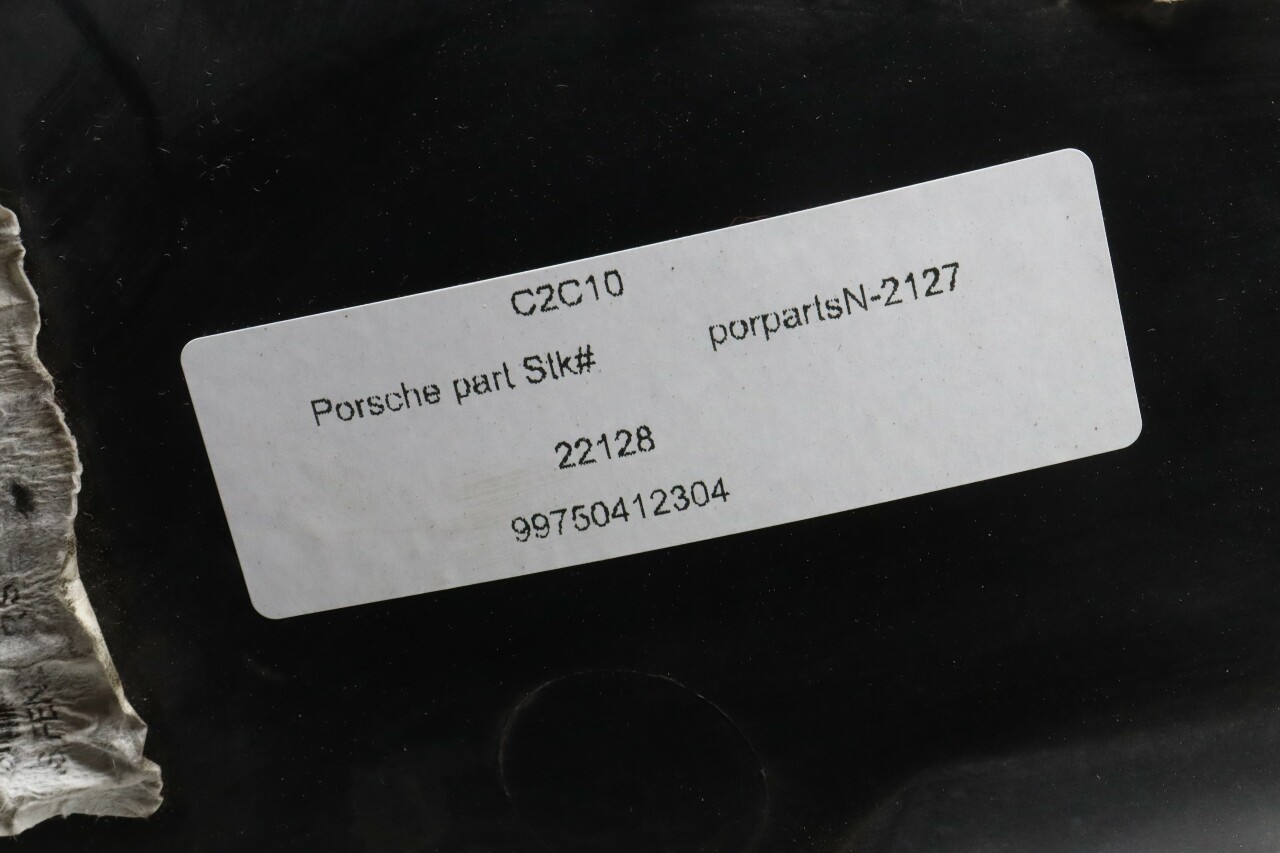 C2C10
Porsche part Stk#
porpartsN-2127
22128
99750412304